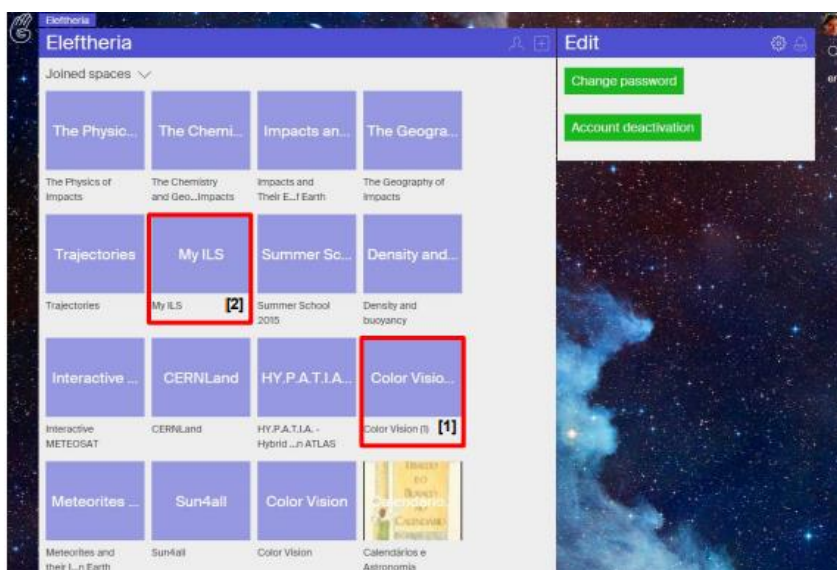 Eleftheria
Eleftheria
Edit
Joined spaces
Change password
Account deactivation
The Physic...
The Chemi...
Impacts an...
The Geogra...
The Physics of
Impacts
The Chemistry
and Geo...Impacts
Impacts and
Their E...f Earth
The Geography of
Impacts
Trajectories
My ILS
Summer Sc...
Density and...
Trajectories
My ILS
[2]
Summer School
2015
Density and
buoyancy
Interactive ...
CERNLand
HY.P.A.T.I.A...
Color Visio...
Interactive
METEOSAT
CERNLand
HY.P.A.T.I.A. -
Hybrid ...n ATLAS
Color Vision (1)
[1]
Meteorites ...
Sun4all
Color Vision
Meteorites and
their I...n Earth
Sun4all
Color Vision
Calendários e
Astronomia